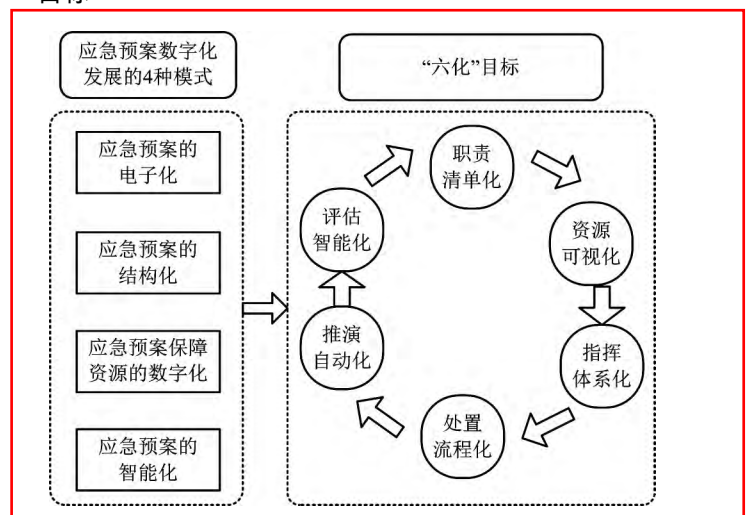 应急预案数字化
发展的4种模式
“六化”目标
应急预案的
电子化
应急预案的
结构化
应急预案保障
资源的数字化
应急预案的
智能化
职责
清单化
资源
可视化
指挥
体系化
处置
流程化
推演
自动化
评估
智能化